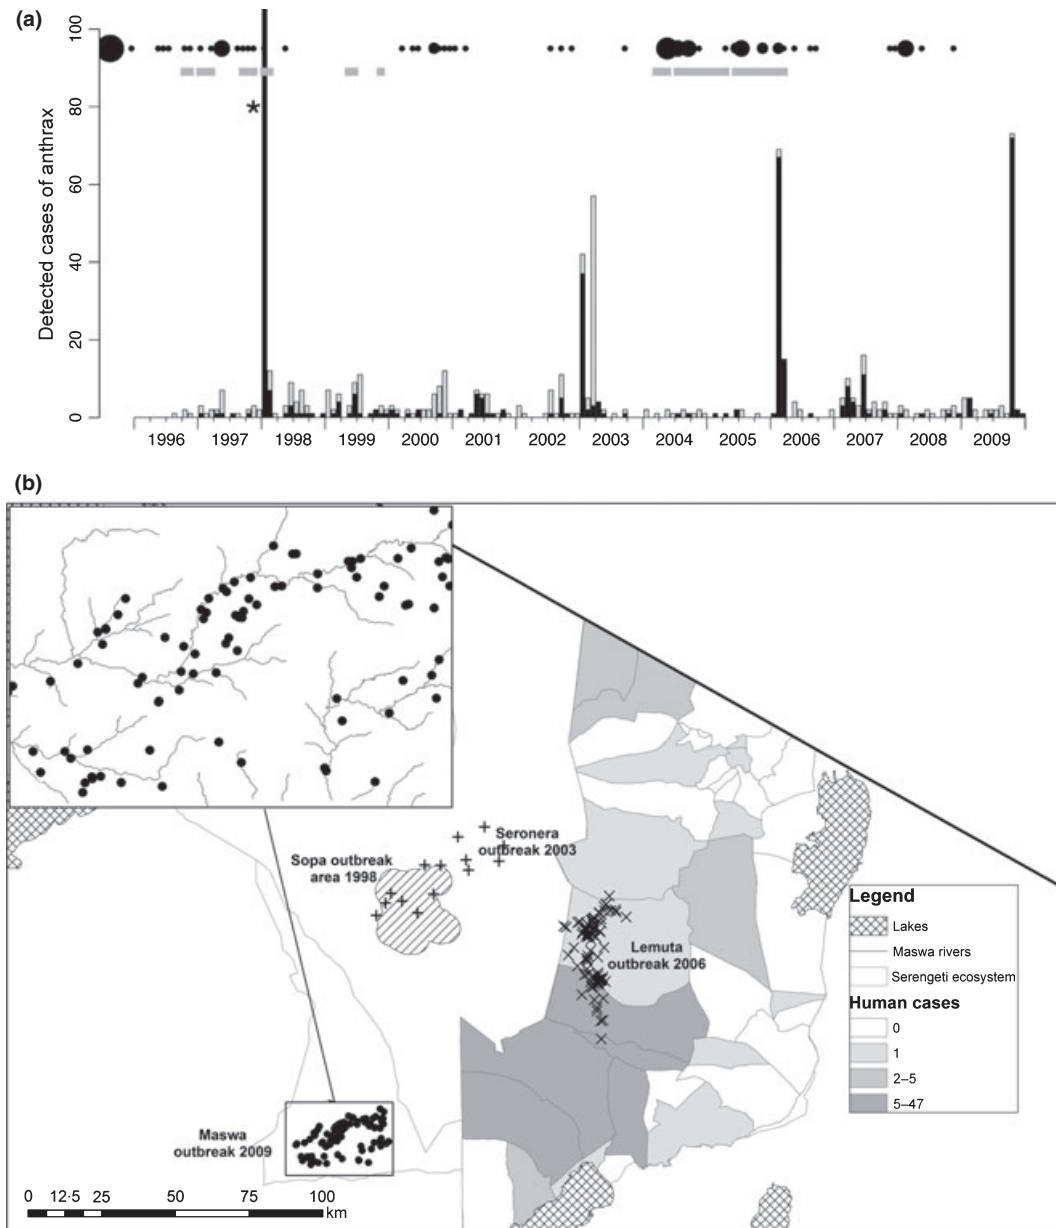 (a)
Detected cases of anthrax
100
80
60
40
20
0
*
1996 1997 1998 1999 2000 2001 2002 2003 2004 2005 2006 2007 2008 2009
(b)
Seronera
outbreak 2003
Sopa outbreak
area 1998
Lemuta
outbreak 2006
Maswa
outbreak 2009
Legend
Lakes
Maswa rivers
Serengeti ecosystem
Human cases
0
1
2–5
5–47
0 12·5 25 50 75 100
km